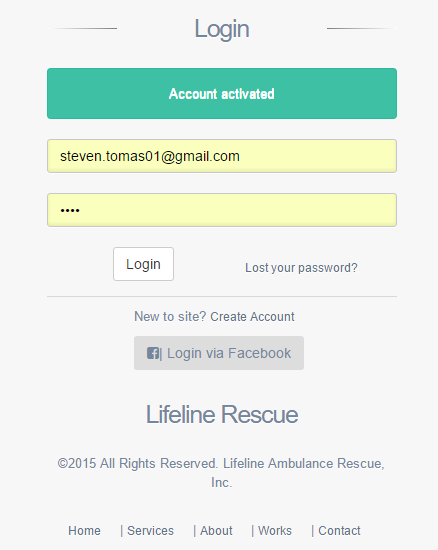 Login
Account activated
steven.tomas01@gmail.com
••••
Login
Lost your password?
New to site? Create Account
| Login via Facebook
Lifeline Rescue
©2015 All Rights Reserved. Lifeline Ambulance Rescue,
Inc.
Home | Services | About | Works | Contact